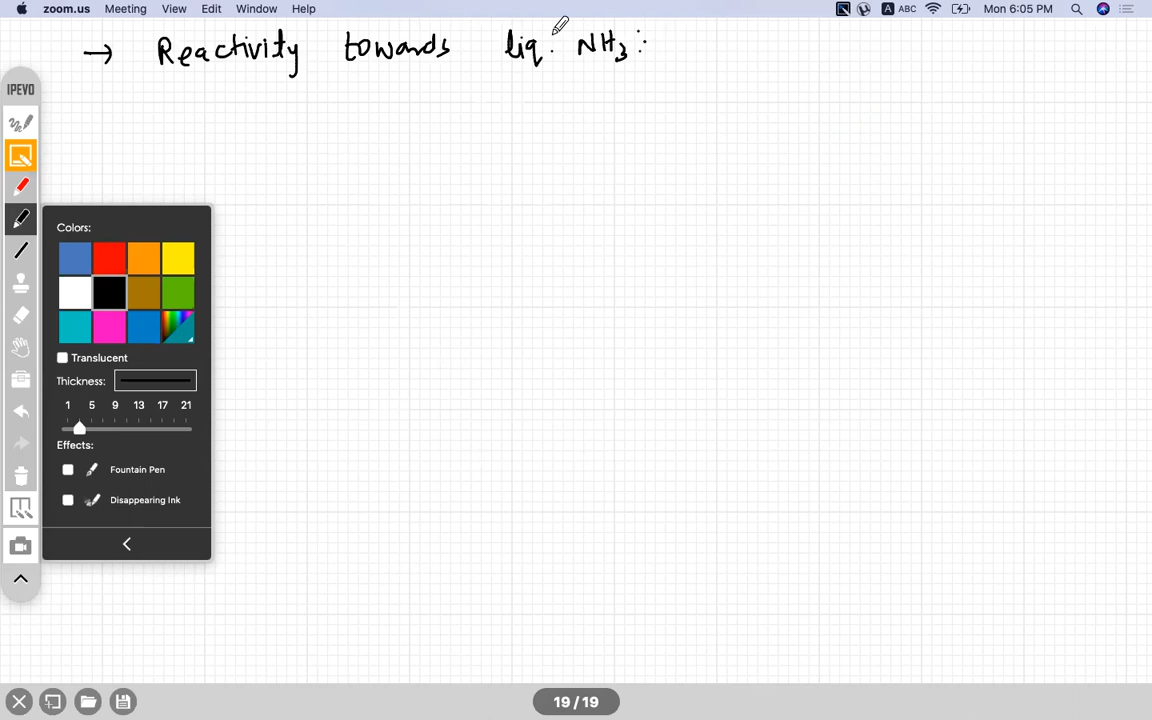 zoom.us Meeting View Edit Window Help A ABC Mon 6:05 PM
→ Reactivity towards liq. NH3 :
IPEVO
Colors:
Translucent
Thickness:
1 5 9 13 17 21
Effects:
Fountain Pen
Disappearing Ink
19 / 19